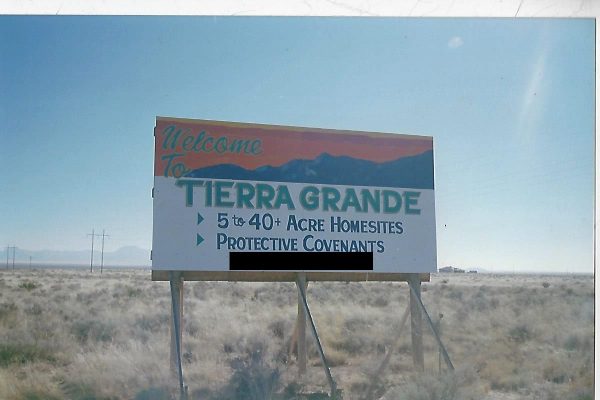 Welcome
To
TIERRA GRANDE
5 to 40+ ACRE HOMESITES
PROTECTIVE COVENANTS